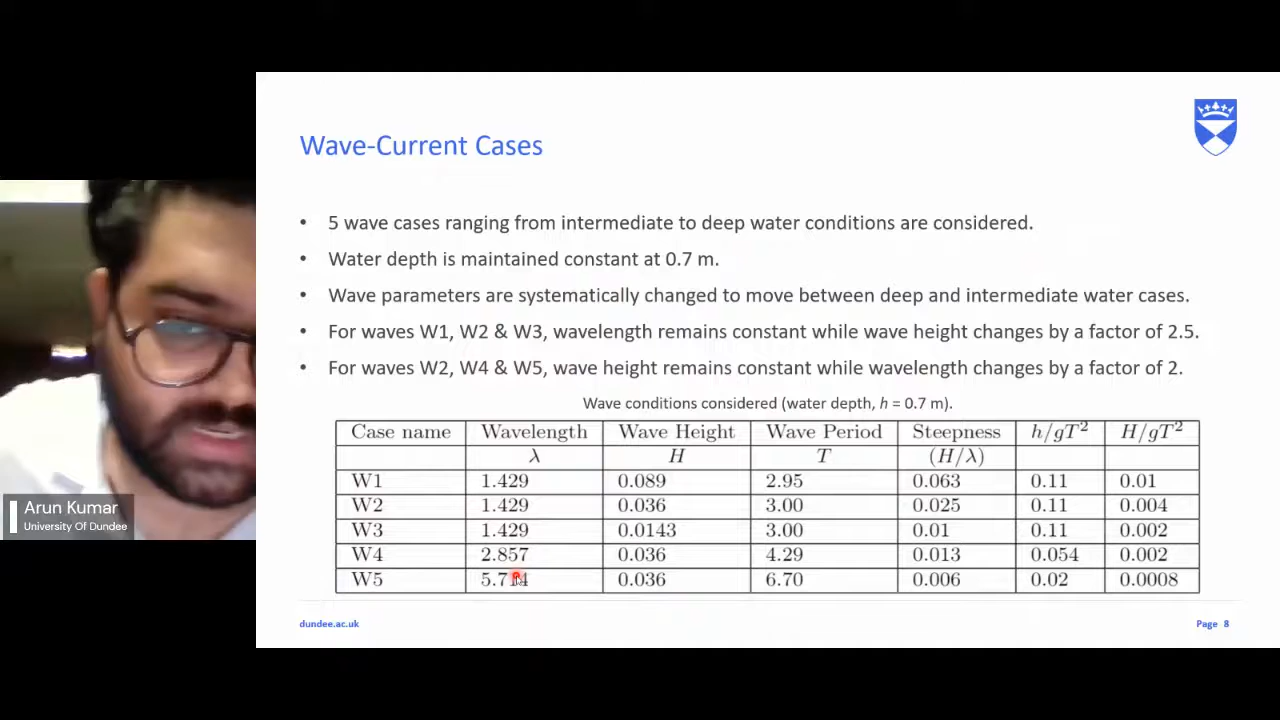 Wave-Current Cases
• 5 wave cases ranging from intermediate to deep water conditions are considered.
• Water depth is maintained constant at 0.7 m.
• Wave parameters are systematically changed to move between deep and intermediate water cases.
• For waves W1, W2 & W3, wavelength remains constant while wave height changes by a factor of 2.5.
• For waves W2, W4 & W5, wave height remains constant while wavelength changes by a factor of 2.
Wave conditions considered (water depth, h = 0.7 m).
Case name Wavelength Wave Height Wave Period Steepness h/gT² H/gT²
λ H T (H/λ)
W1 1.429 0.089 2.95 0.063 0.11 0.01
W2 1.429 0.036 3.00 0.025 0.11 0.004
W3 1.429 0.0143 3.00 0.01 0.11 0.002
W4 2.857 0.036 4.29 0.013 0.054 0.002
W5 5.714 0.036 6.70 0.006 0.02 0.0008
dundee.ac.uk
Page 8
Arun Kumar
University Of Dundee